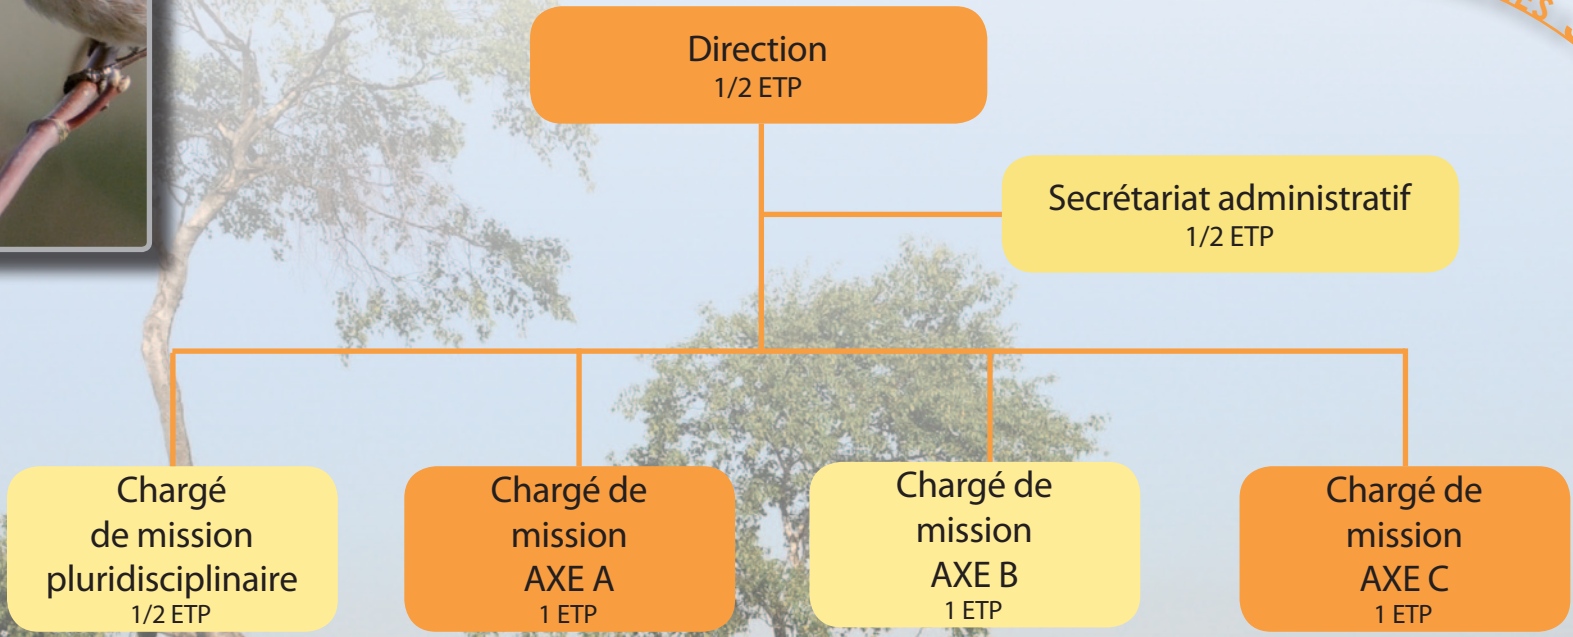 Direction
1/2 ETP
Secrétariat administratif
1/2 ETP
Chargé
de mission
pluridisciplinaire
1/2 ETP
Chargé de
mission
AXE A
1 ETP
Chargé de
mission
AXE B
1 ETP
Chargé de
mission
AXE C
1 ETP